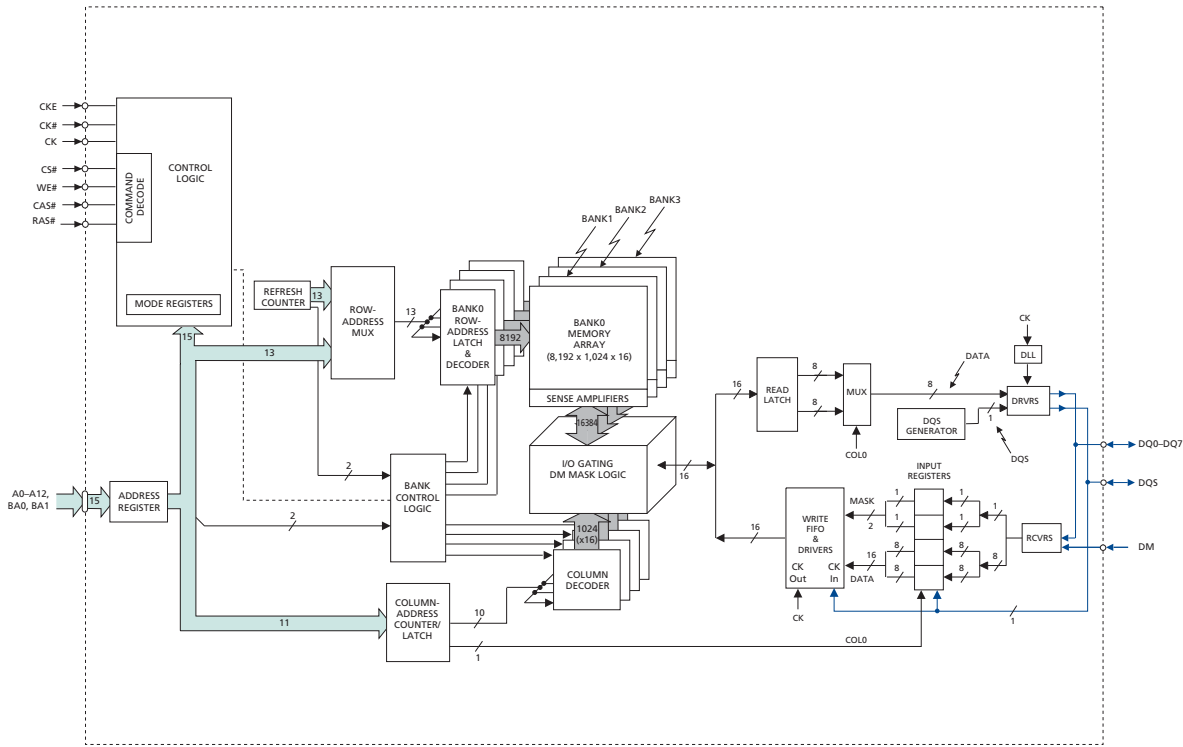 CKE
CK#
CK
CS#
WE#
CAS#
RAS#
COMMAND
DECODE
CONTROL
LOGIC
MODE REGISTERS
15
REFRESH
COUNTER
13
13
ROW-
ADDRESS
MUX
13
BANK0
ROW-
ADDRESS
LATCH
&
DECODER
8192
BANK1
BANK2
BANK3
BANK0
MEMORY
ARRAY
(8,192 x 1,024 x 16)
SENSE AMPLIFIERS
16384
I/O GATING
DM MASK LOGIC
16
16
READ
LATCH
8
8
MUX
COL0
8
DATA
DQS
GENERATOR
1
DQS
CK
DLL
DRVRS
DQ0–DQ7
DQS
DM
A0–A12,
BA0, BA1
15
ADDRESS
REGISTER
2
2
BANK
CONTROL
LOGIC
1024
(x16)
COLUMN
DECODER
11
COLUMN-
ADDRESS
COUNTER/
LATCH
10
1
COL0
16
WRITE
FIFO
&
DRIVERS
CK
Out
CK
In
CK
MASK
2
16
DATA
INPUT
REGISTERS
1
1
8
8
1
1
8
8
1
8
RCVRS
1